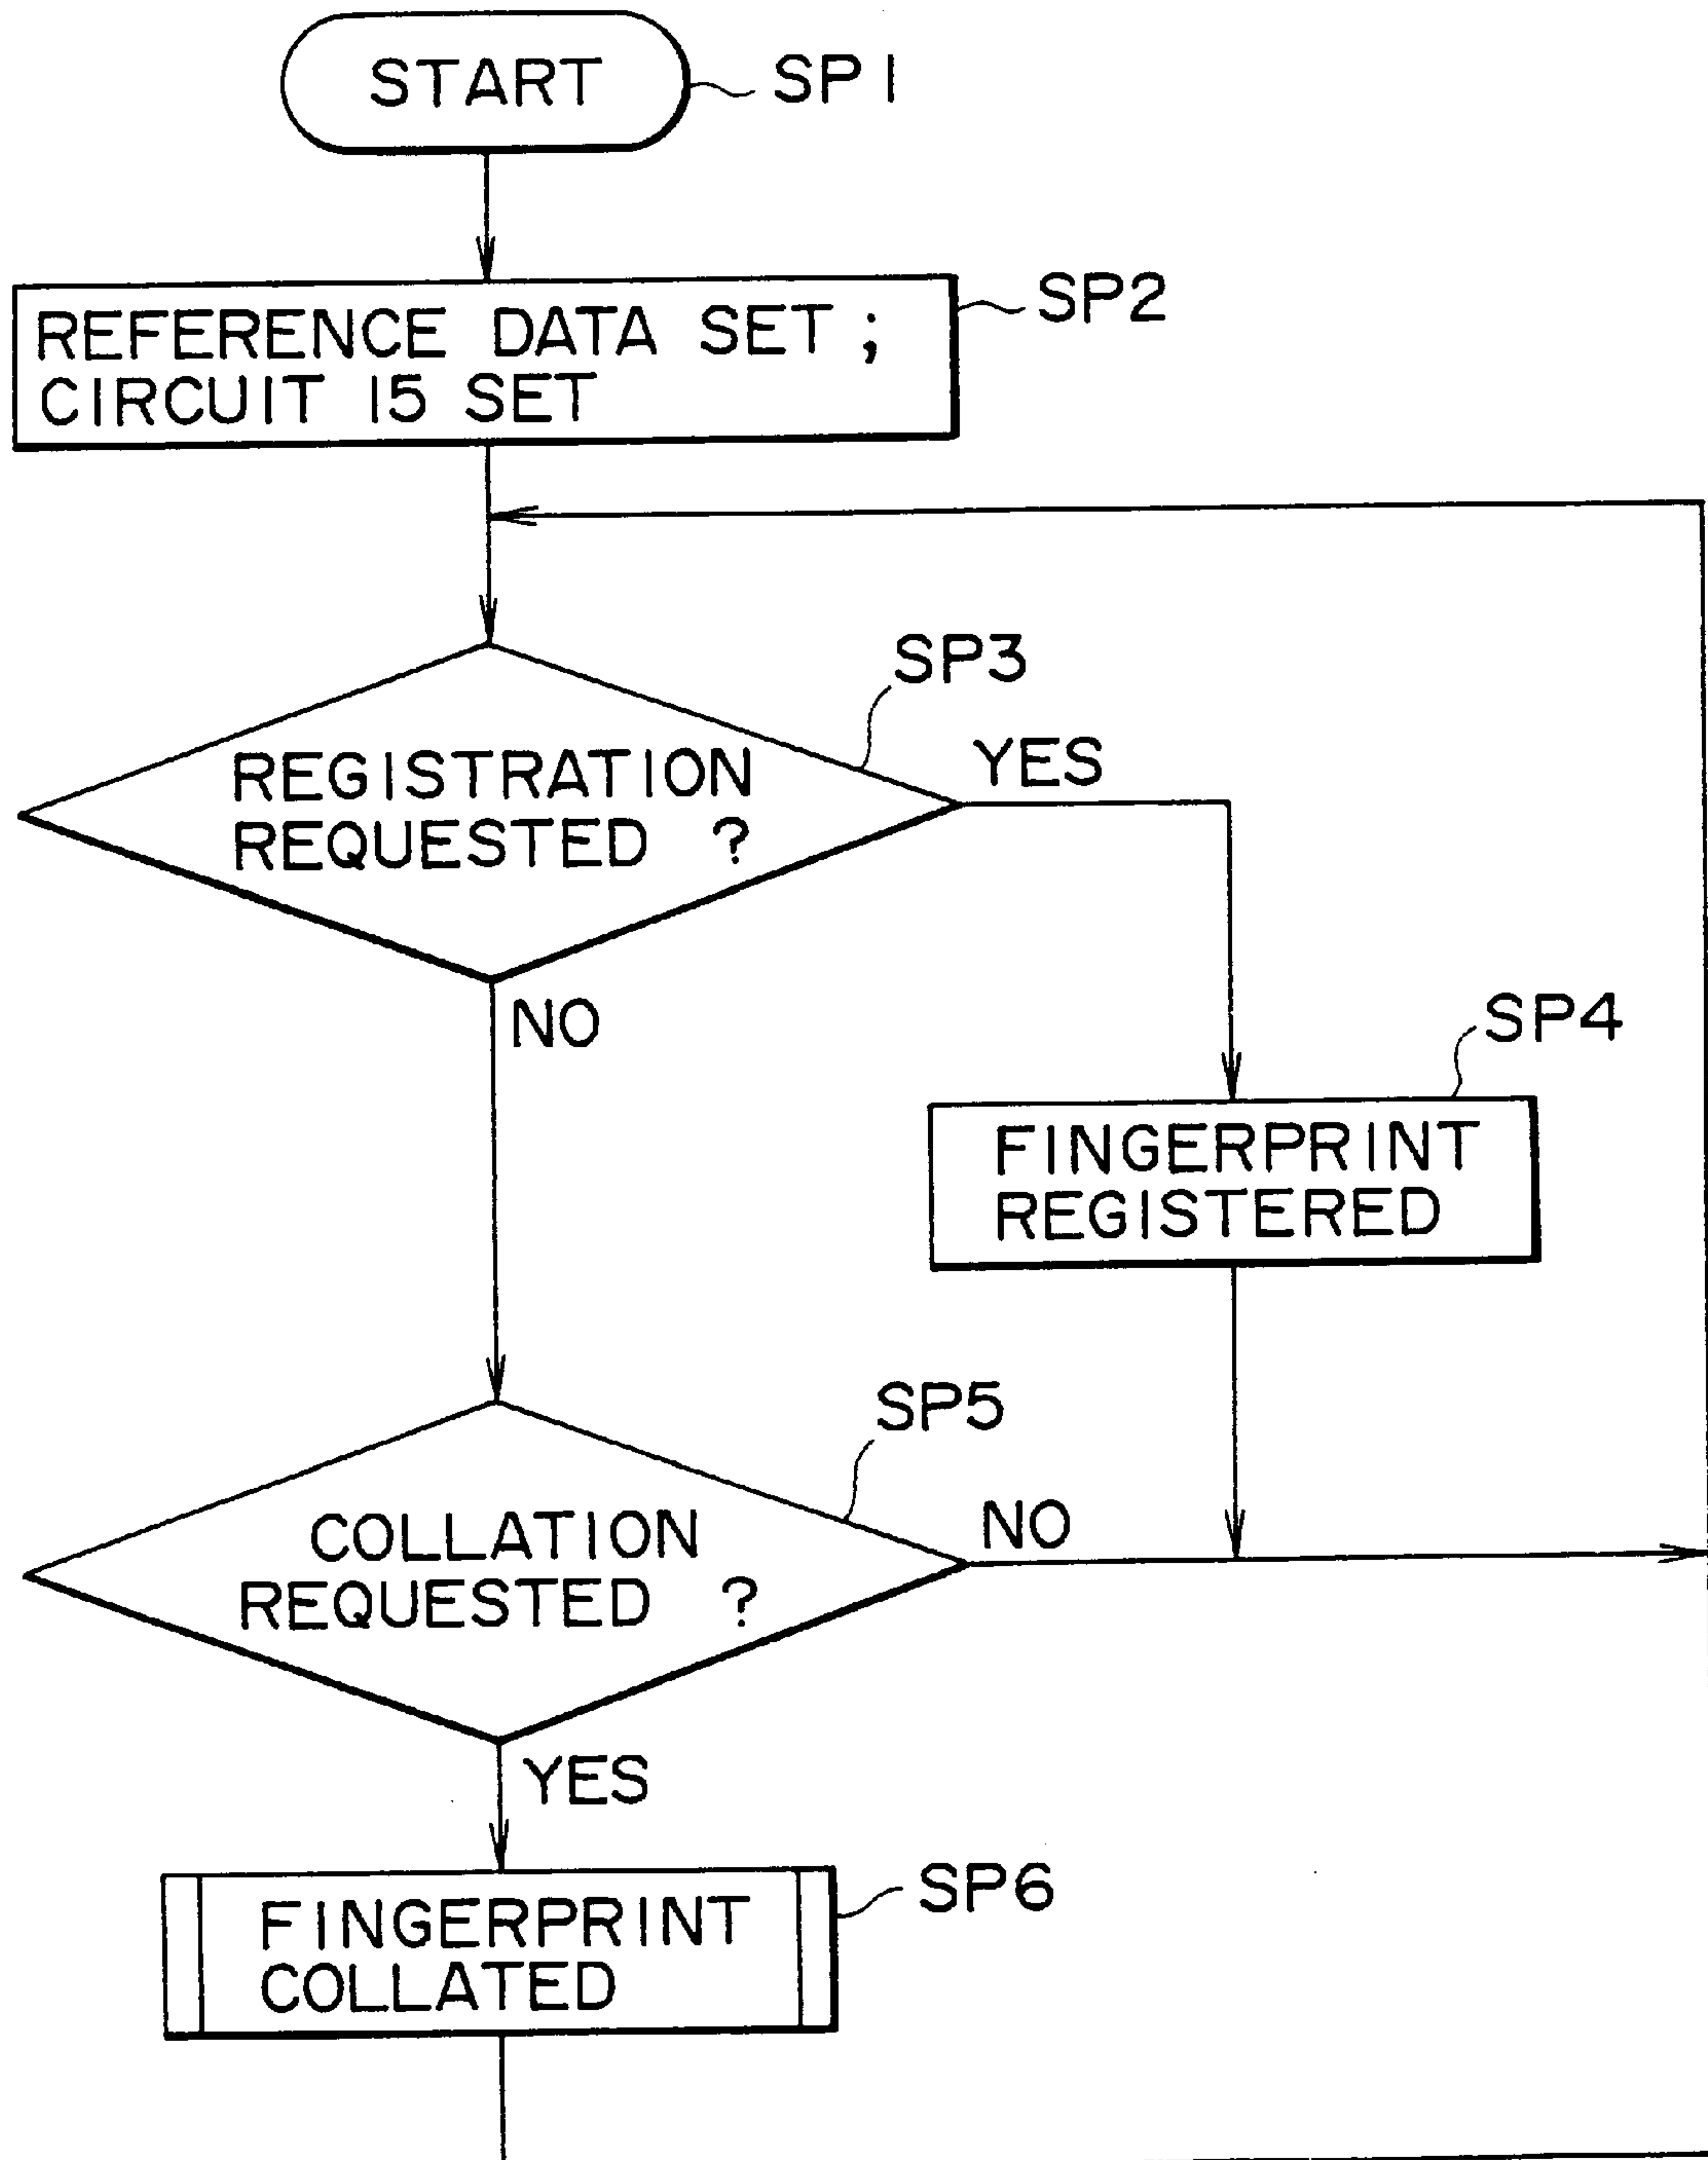 START
SP1
SP2
REFERENCE DATA SET ;
CIRCUIT 15 SET
SP3
REGISTRATION
REQUESTED ?
YES
NO
SP4
FINGERPRINT
REGISTERED
SP5
COLLATION
REQUESTED ?
NO
YES
SP6
FINGERPRINT
COLLATED